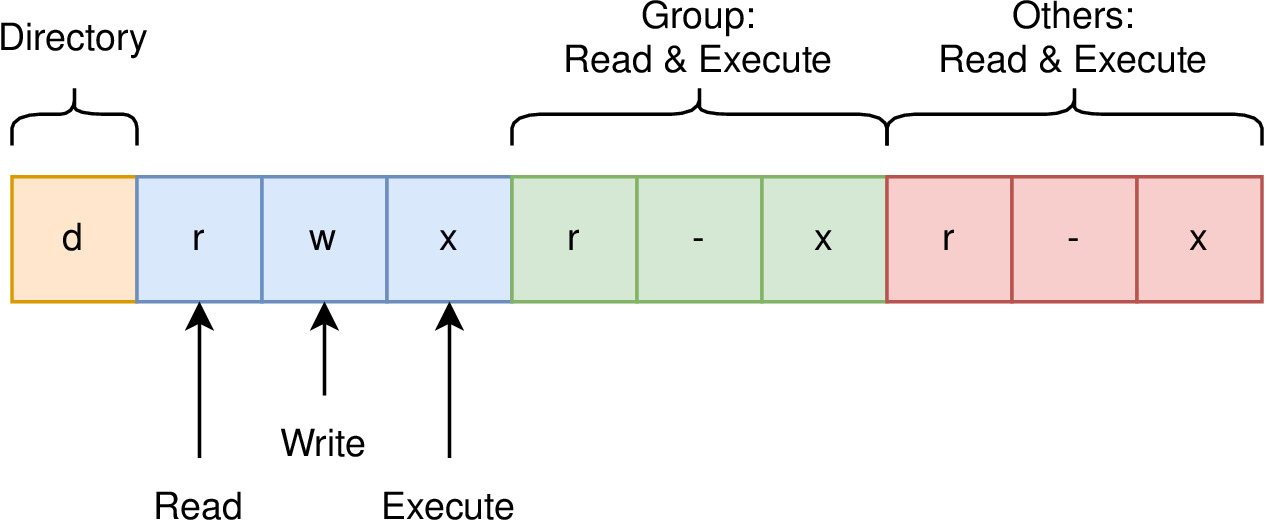 Directory
Group:
Read & Execute
Others:
Read & Execute
d r w x r - x r - x
Write
Read
Execute